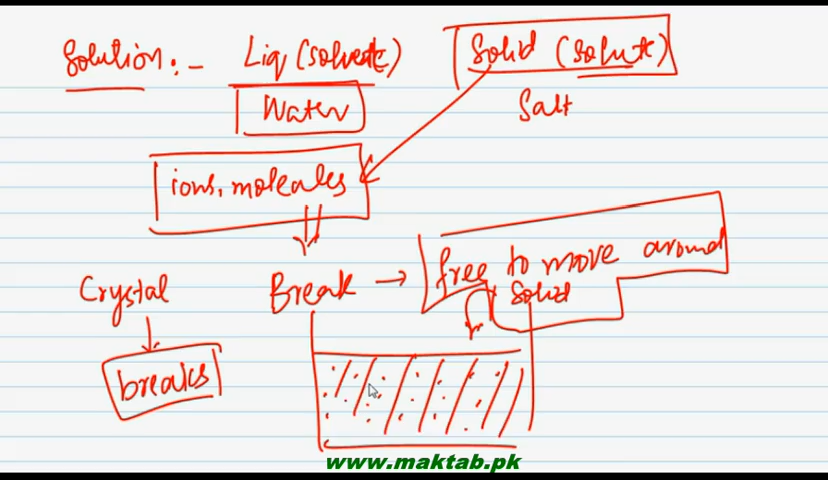 Solution :- Liq (solvent) Solid (solute)
Water Salt
ions, molecules
free to move around
Crystal Break → Solid
breaks
www.maktab.pk